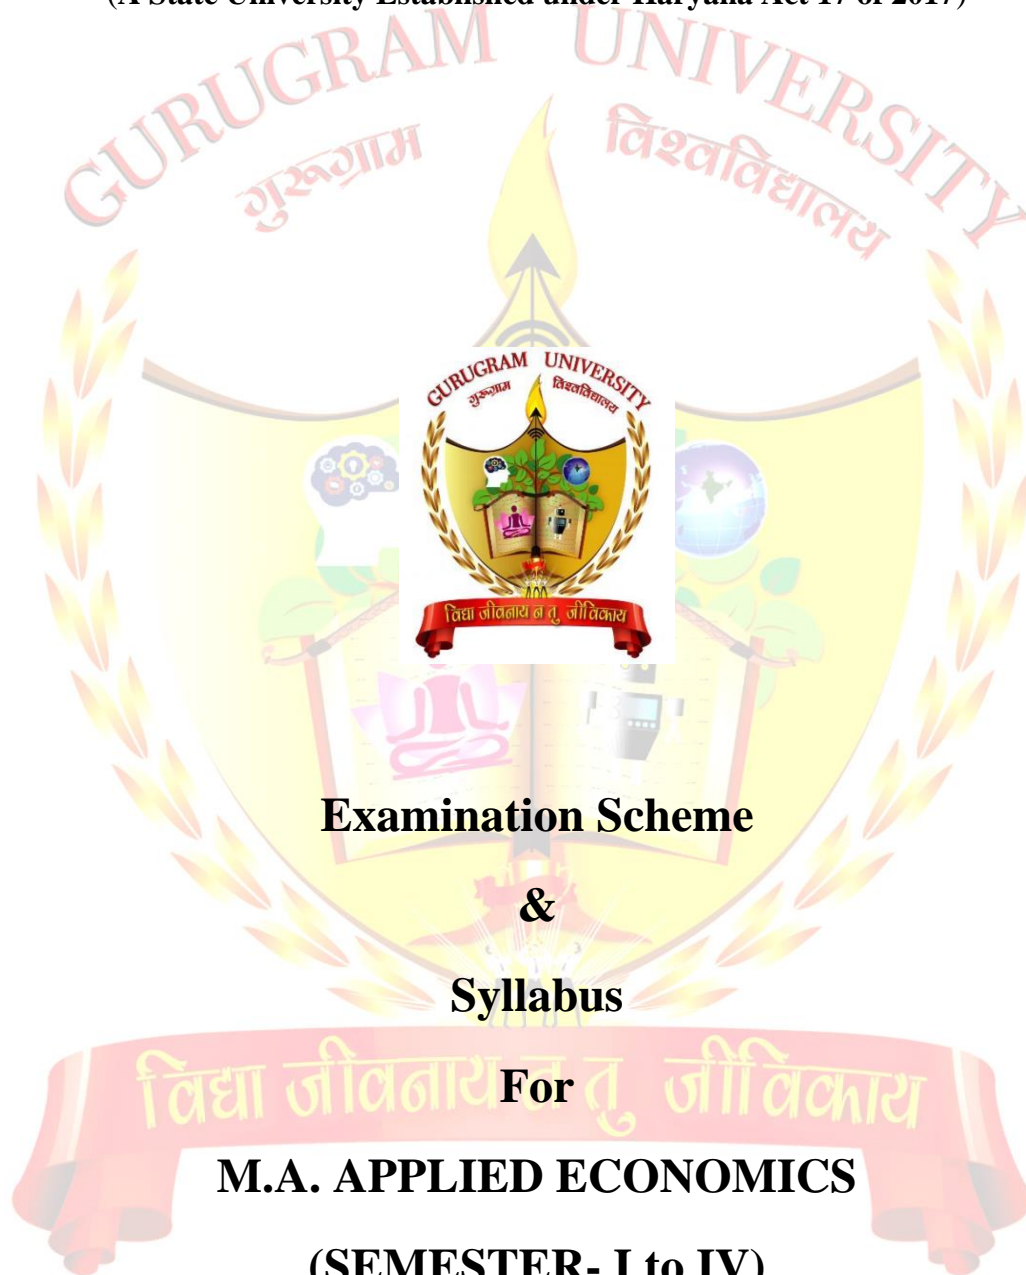 (A State University Established under Haryana Act 17 of 2017)
GURUGRAM UNIVERSITY
गुरुग्राम विश्वविद्यालय
GURUGRAM UNIVERSITY
गुरुग्राम विश्वविद्यालय
विद्या जीवनाय न तु जीविकाय
Examination Scheme
&
Syllabus
विद्या जीवनाय न तु जीविकाय
For
M.A. APPLIED ECONOMICS
(SEMESTER- I to IV)